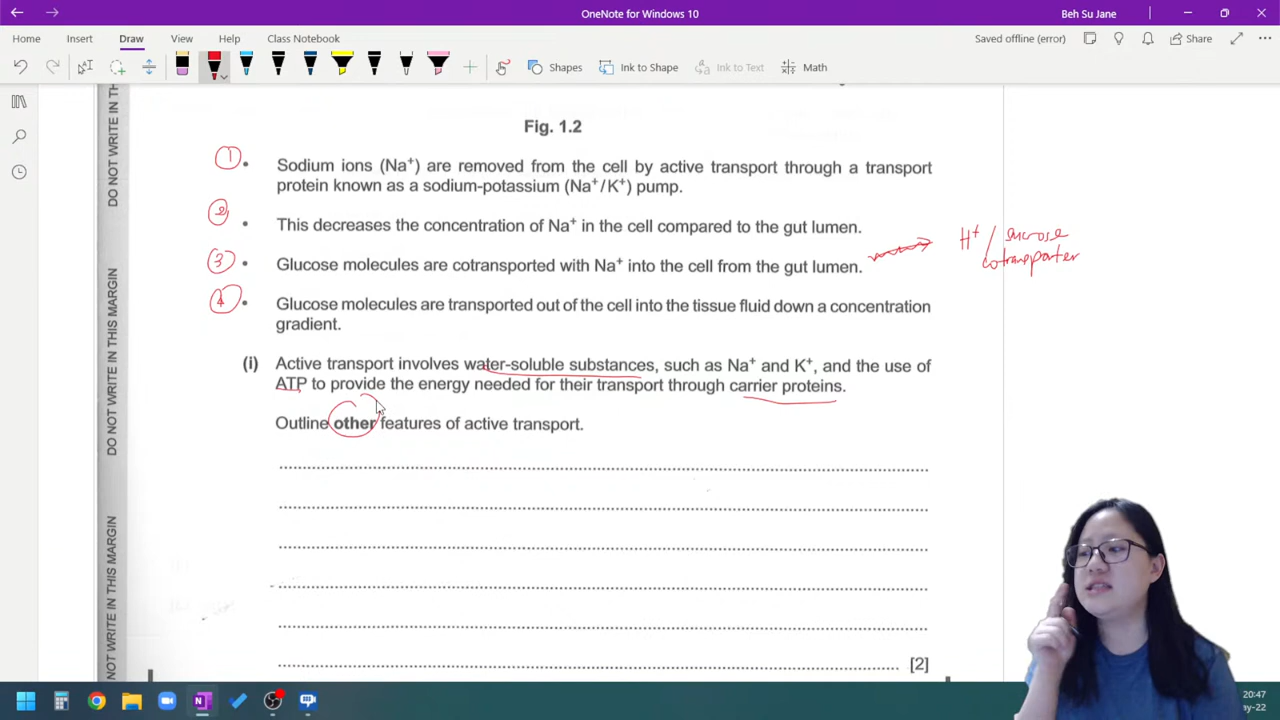 OneNote for Windows 10
Beh Su Jane
Home Insert Draw View Help Class Notebook
Saved offline (error)
Share
Shapes
Ink to Shape
Ink to Text
Math
DO NOT WRITE IN TH
Fig. 1.2
① • Sodium ions (Na⁺) are removed from the cell by active transport through a transport
protein known as a sodium-potassium (Na⁺/K⁺) pump.
② • This decreases the concentration of Na⁺ in the cell compared to the gut lumen.
H⁺ / sucrose
cotransporter
③ • Glucose molecules are cotransported with Na⁺ into the cell from the gut lumen.
④ • Glucose molecules are transported out of the cell into the tissue fluid down a concentration
gradient.
DO NOT WRITE IN THIS MARGIN
(i) Active transport involves water-soluble substances, such as Na⁺ and K⁺, and the use of
ATP to provide the energy needed for their transport through carrier proteins.
Outline other features of active transport.
NOT WRITE IN THIS MARGIN
[2]
20:47
y-22